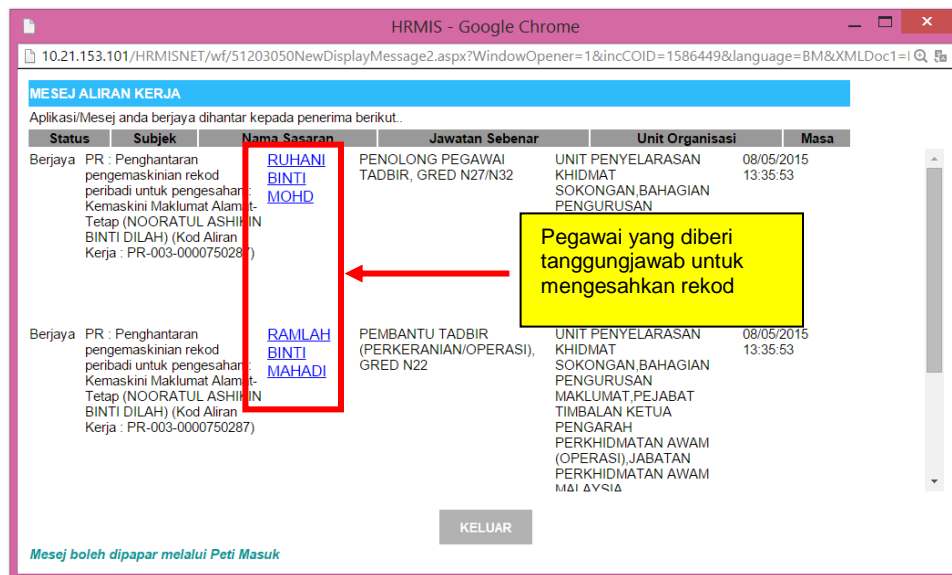 HRMIS - Google Chrome
10.21.153.101/HRMISNET/wf/51203050NewDisplayMessage2.aspx?WindowOpener=1&incCOID=1586449&language=BM&XMLDoc1=
MESEJ ALIRAN KERJA
Aplikasi/Mesej anda berjaya dihantar kepada penerima berikut..
Status Subjek Nama Sasaran Jawatan Sebenar Unit Organisasi Masa
Berjaya PR : Penghantaran RUHANI PENOLONG PEGAWAI UNIT PENYELARASAN 08/05/2015
pengemaskinian rekod BINTI TADBIR, GRED N27/N32 KHIDMAT 13:35:53
peribadi untuk pengesahan : MOHD SOKONGAN,BAHAGIAN
Kemaskini Maklumat Alamat- PENGURUSAN
Tetap (NOORATUL ASHIKIN
BINTI DILAH) (Kod Aliran
Kerja : PR-003-0000750287)
Pegawai yang diberi
tanggungjawab untuk
mengesahkan rekod
Berjaya PR : Penghantaran RAMLAH PEMBANTU TADBIR UNIT PENYELARASAN 08/05/2015
pengemaskinian rekod BINTI (PERKERANIAN/OPERASI), KHIDMAT 13:35:53
peribadi untuk pengesahan : MAHADI GRED N22 SOKONGAN,BAHAGIAN
Kemaskini Maklumat Alamat- PENGURUSAN
Tetap (NOORATUL ASHIKIN MAKLUMAT,PEJABAT
BINTI DILAH) (Kod Aliran TIMBALAN KETUA
Kerja : PR-003-0000750287) PENGARAH
PERKHIDMATAN AWAM
(OPERASI),JABATAN
PERKHIDMATAN AWAM
MALAYSIA
KELUAR
Mesej boleh dipapar melalui Peti Masuk